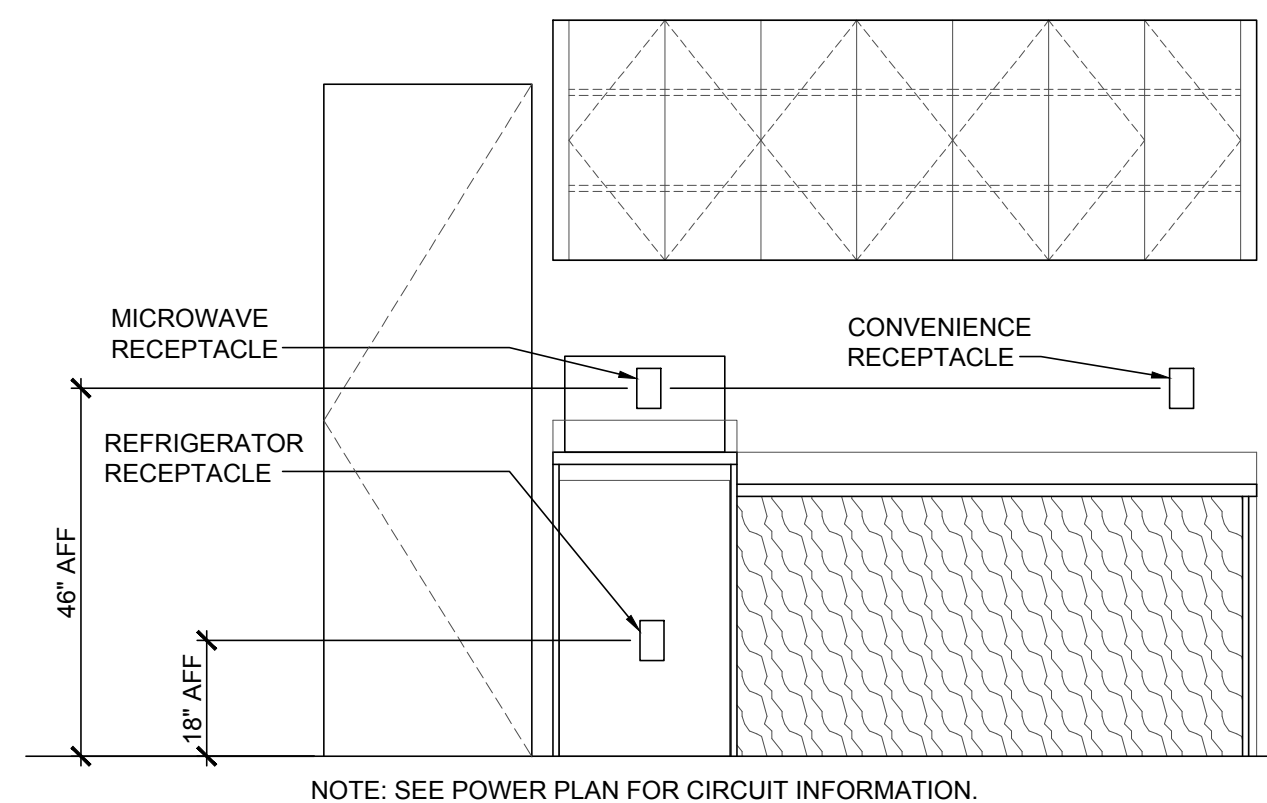 MICROWAVE
RECEPTACLE
CONVENIENCE
RECEPTACLE
REFRIGERATOR
RECEPTACLE
46" AFF
18" AFF
NOTE: SEE POWER PLAN FOR CIRCUIT INFORMATION.